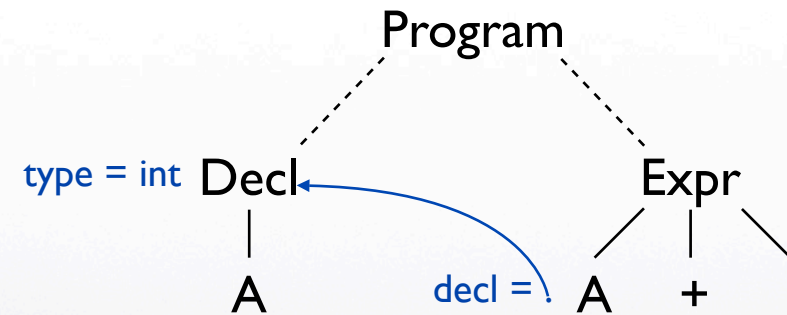 Program
type = int Decl Expr
A decl = A +